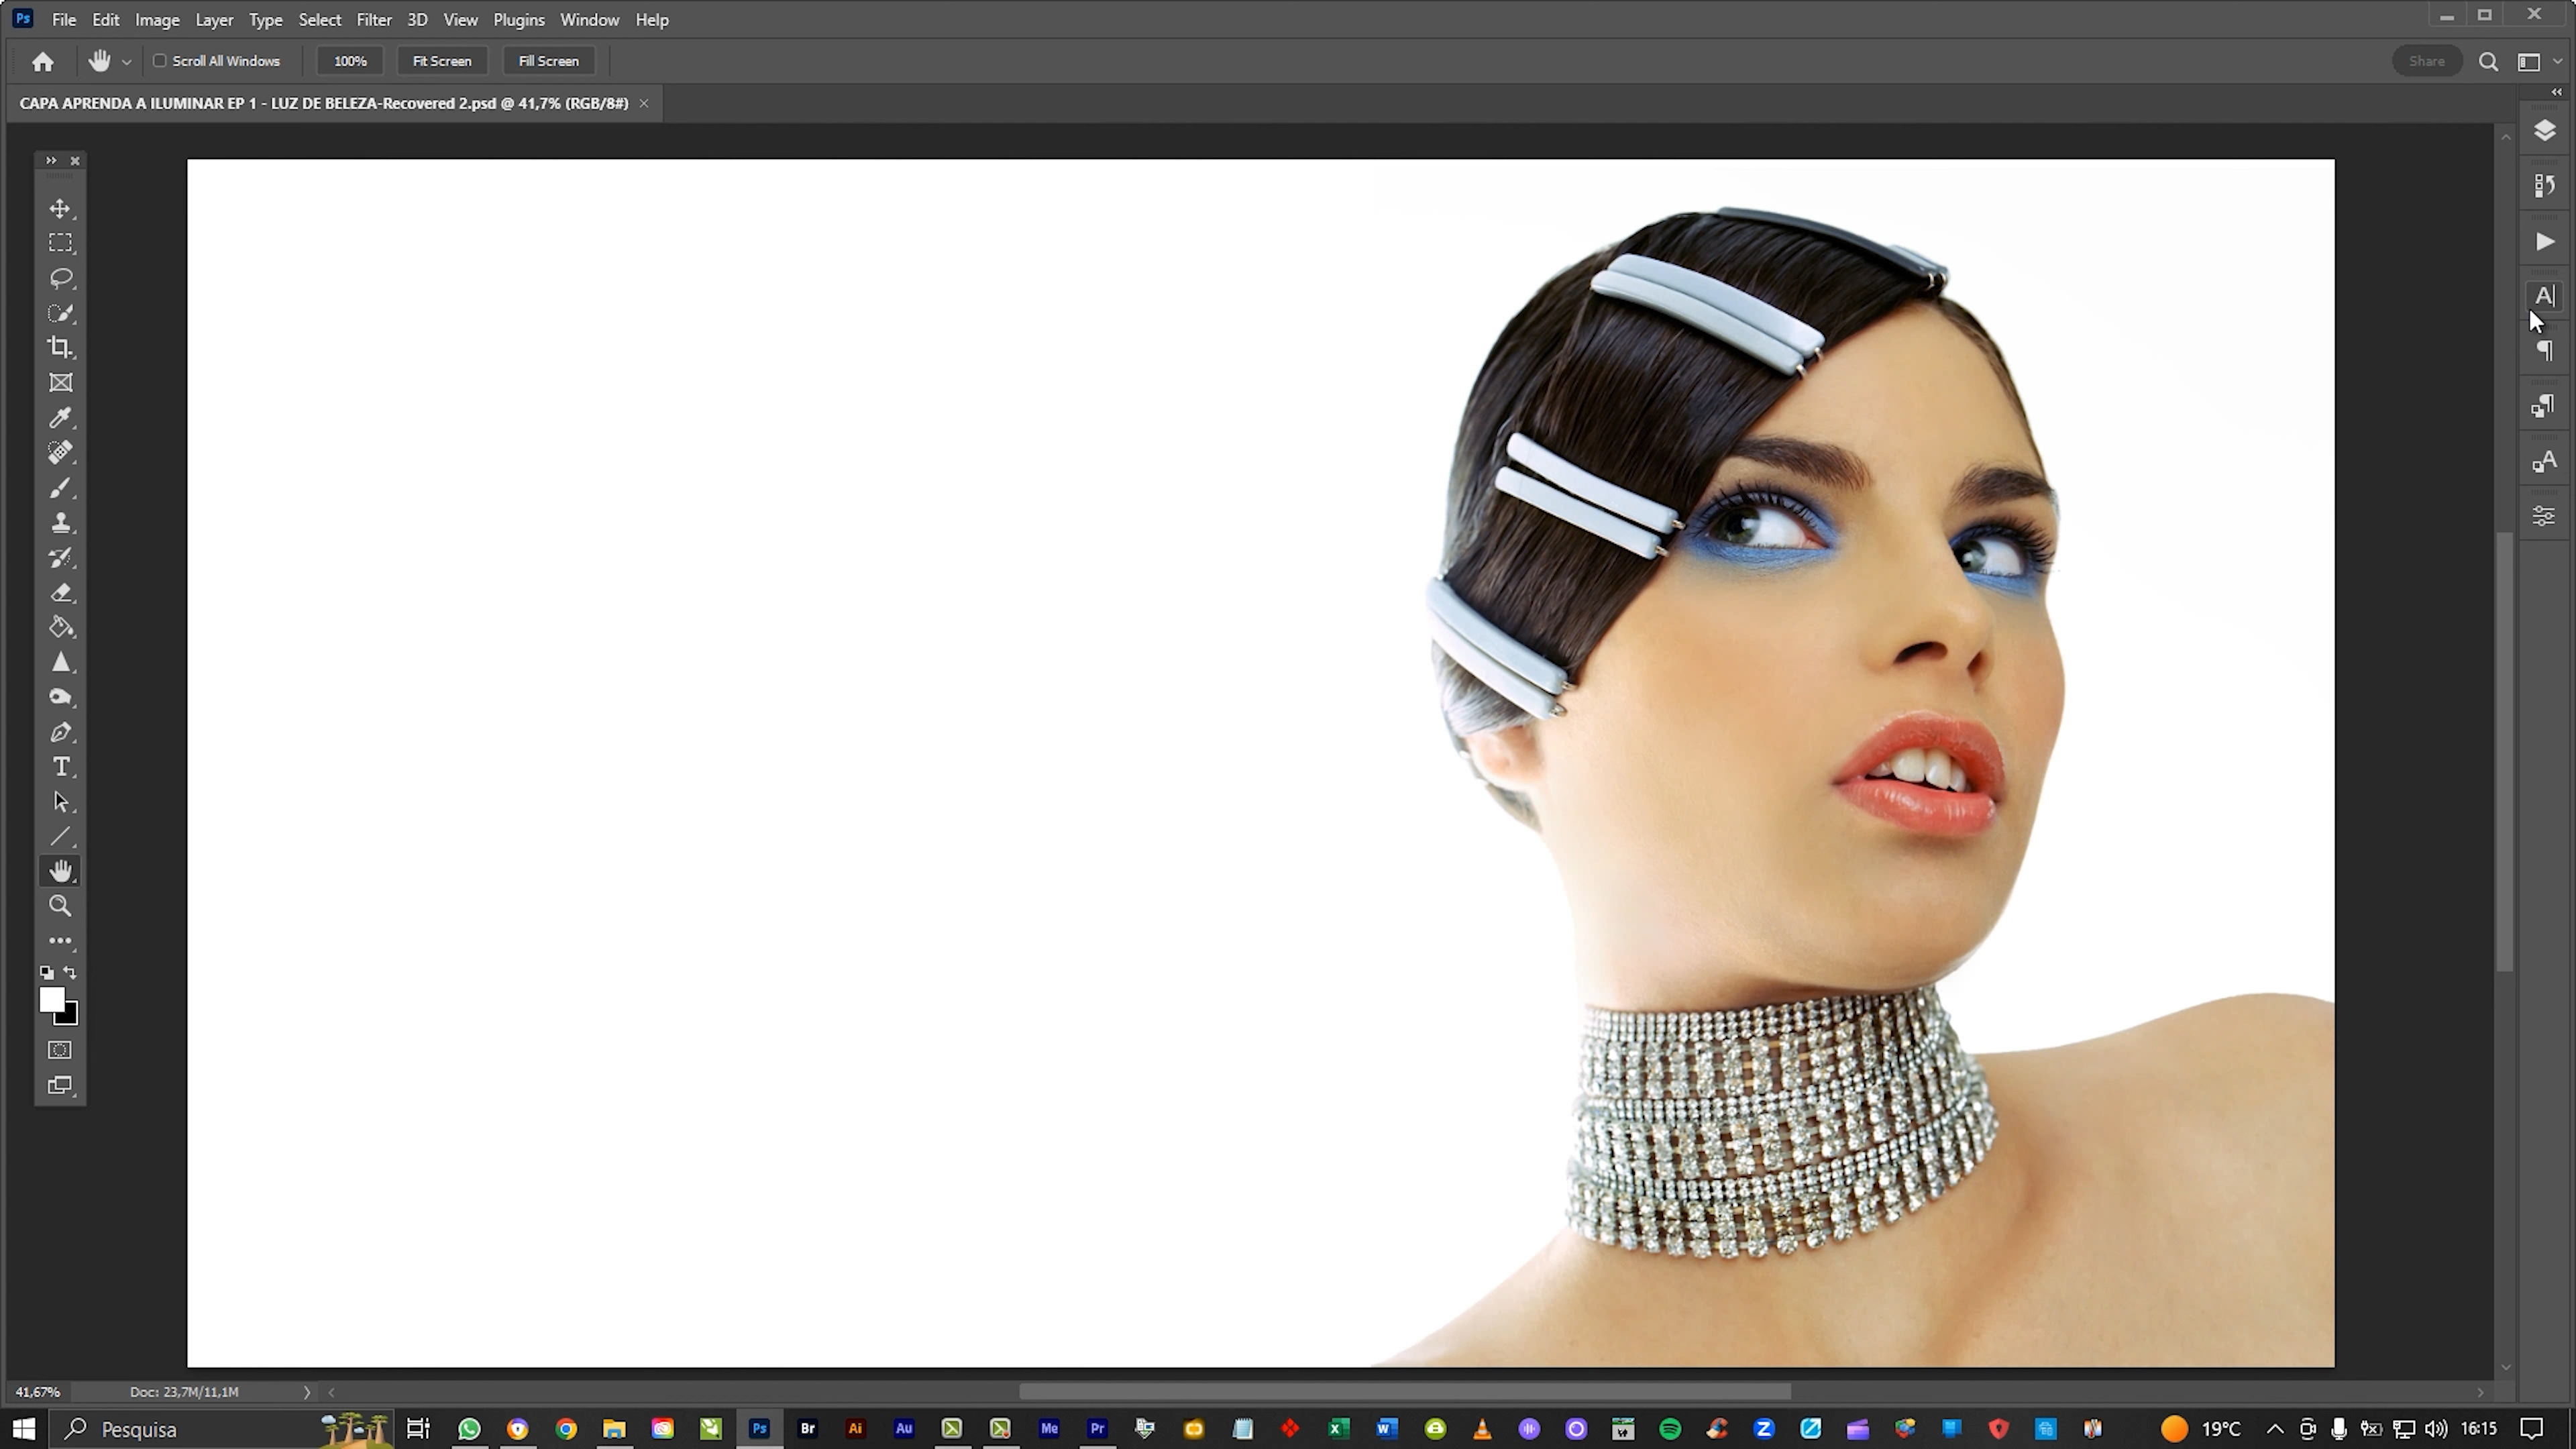 Ps File Edit Image Layer Type Select Filter 3D View Plugins Window Help
Scroll All Windows 100% Fit Screen Fill Screen Share
CAPA APRENDA A ILUMINAR EP 1 - LUZ DE BELEZA-Recovered 2.psd @ 41,7% (RGB/8#) ×
41,67% Doc: 23,7M/11,1M
Pesquisa Ps Br Ai Au Me Pr 19°C 16:15